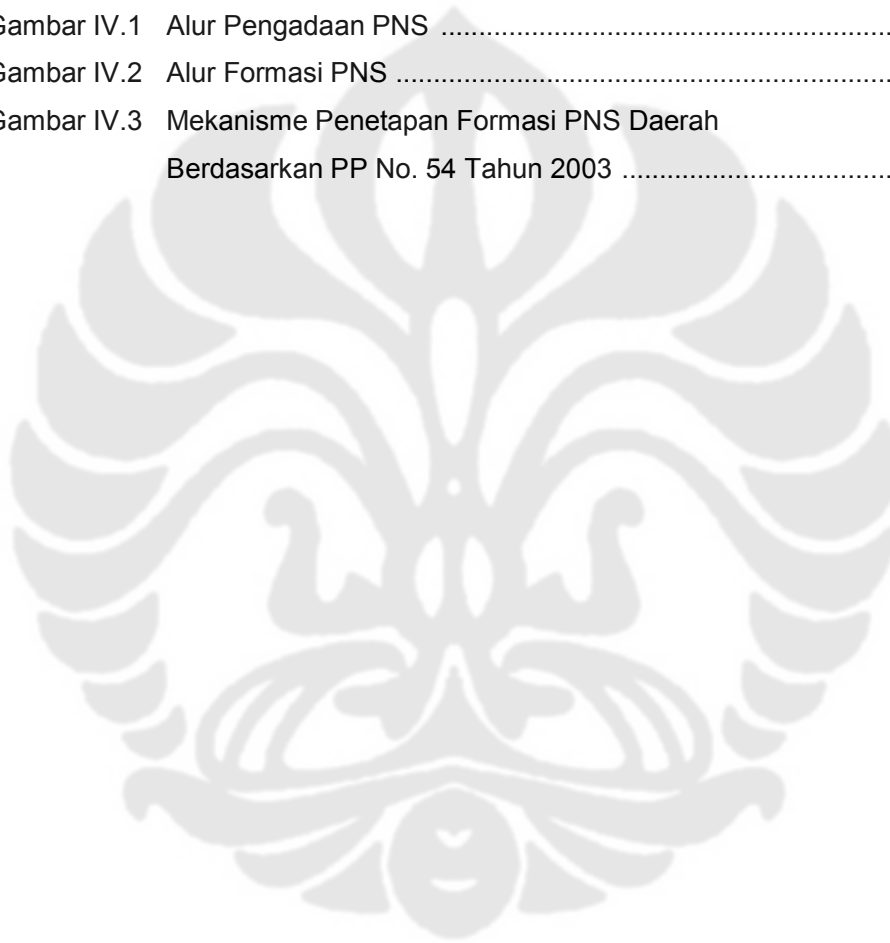 Gambar IV.1 Alur Pengadaan PNS ..........................................................
Gambar IV.2 Alur Formasi PNS ................................................................
Gambar IV.3 Mekanisme Penetapan Formasi PNS Daerah
Berdasarkan PP No. 54 Tahun 2003 ...................................